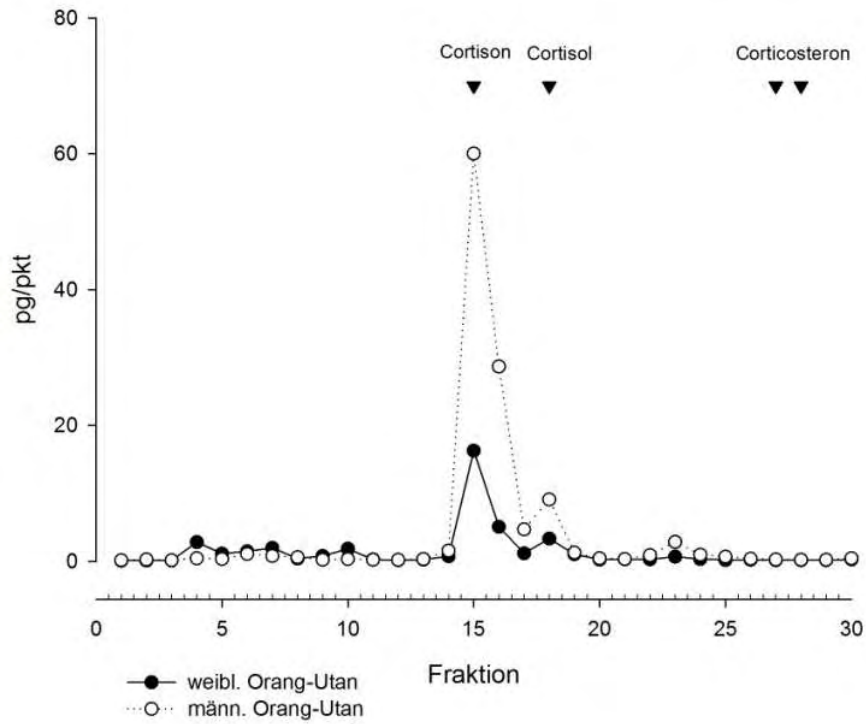 80
Cortison Cortisol Corticosteron
60
pg/pkt
40
20
0
0 5 10 15 20 25 30
Fraktion
weibl. Orang-Utan
männ. Orang-Utan